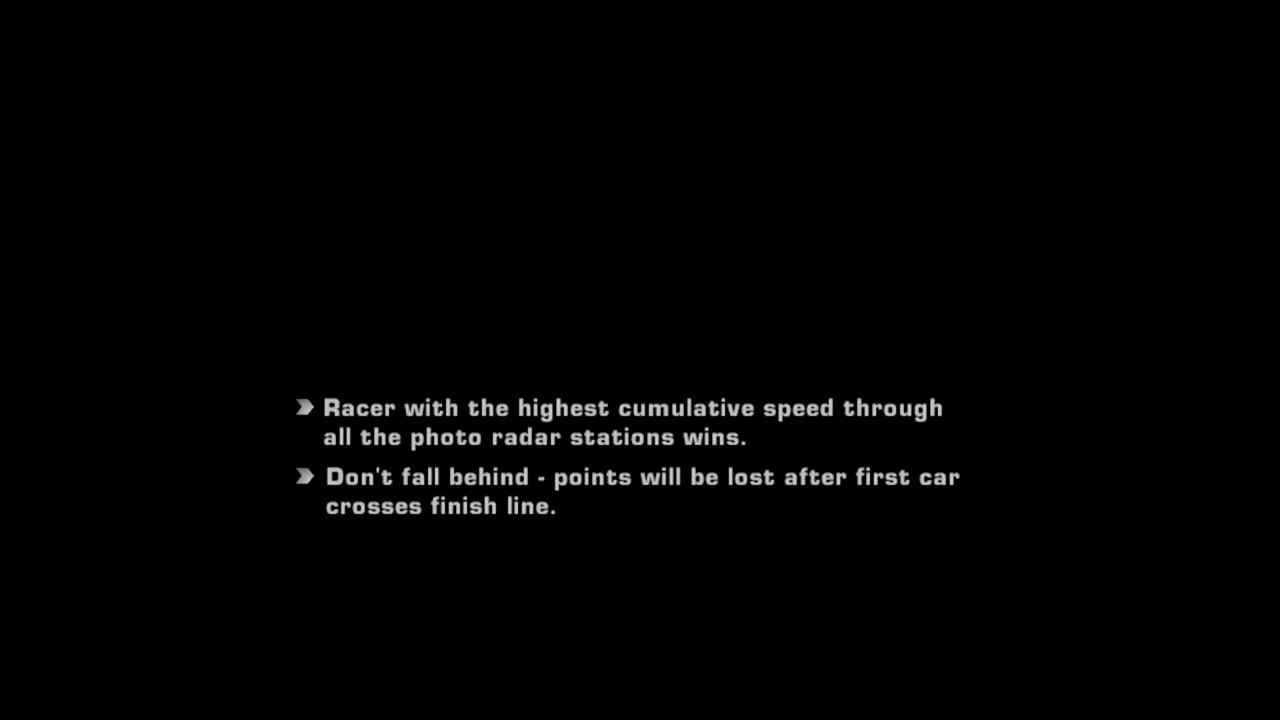 Racer with the highest cumulative speed through
all the photo radar stations wins.
Don't fall behind - points will be lost after first car
crosses finish line.